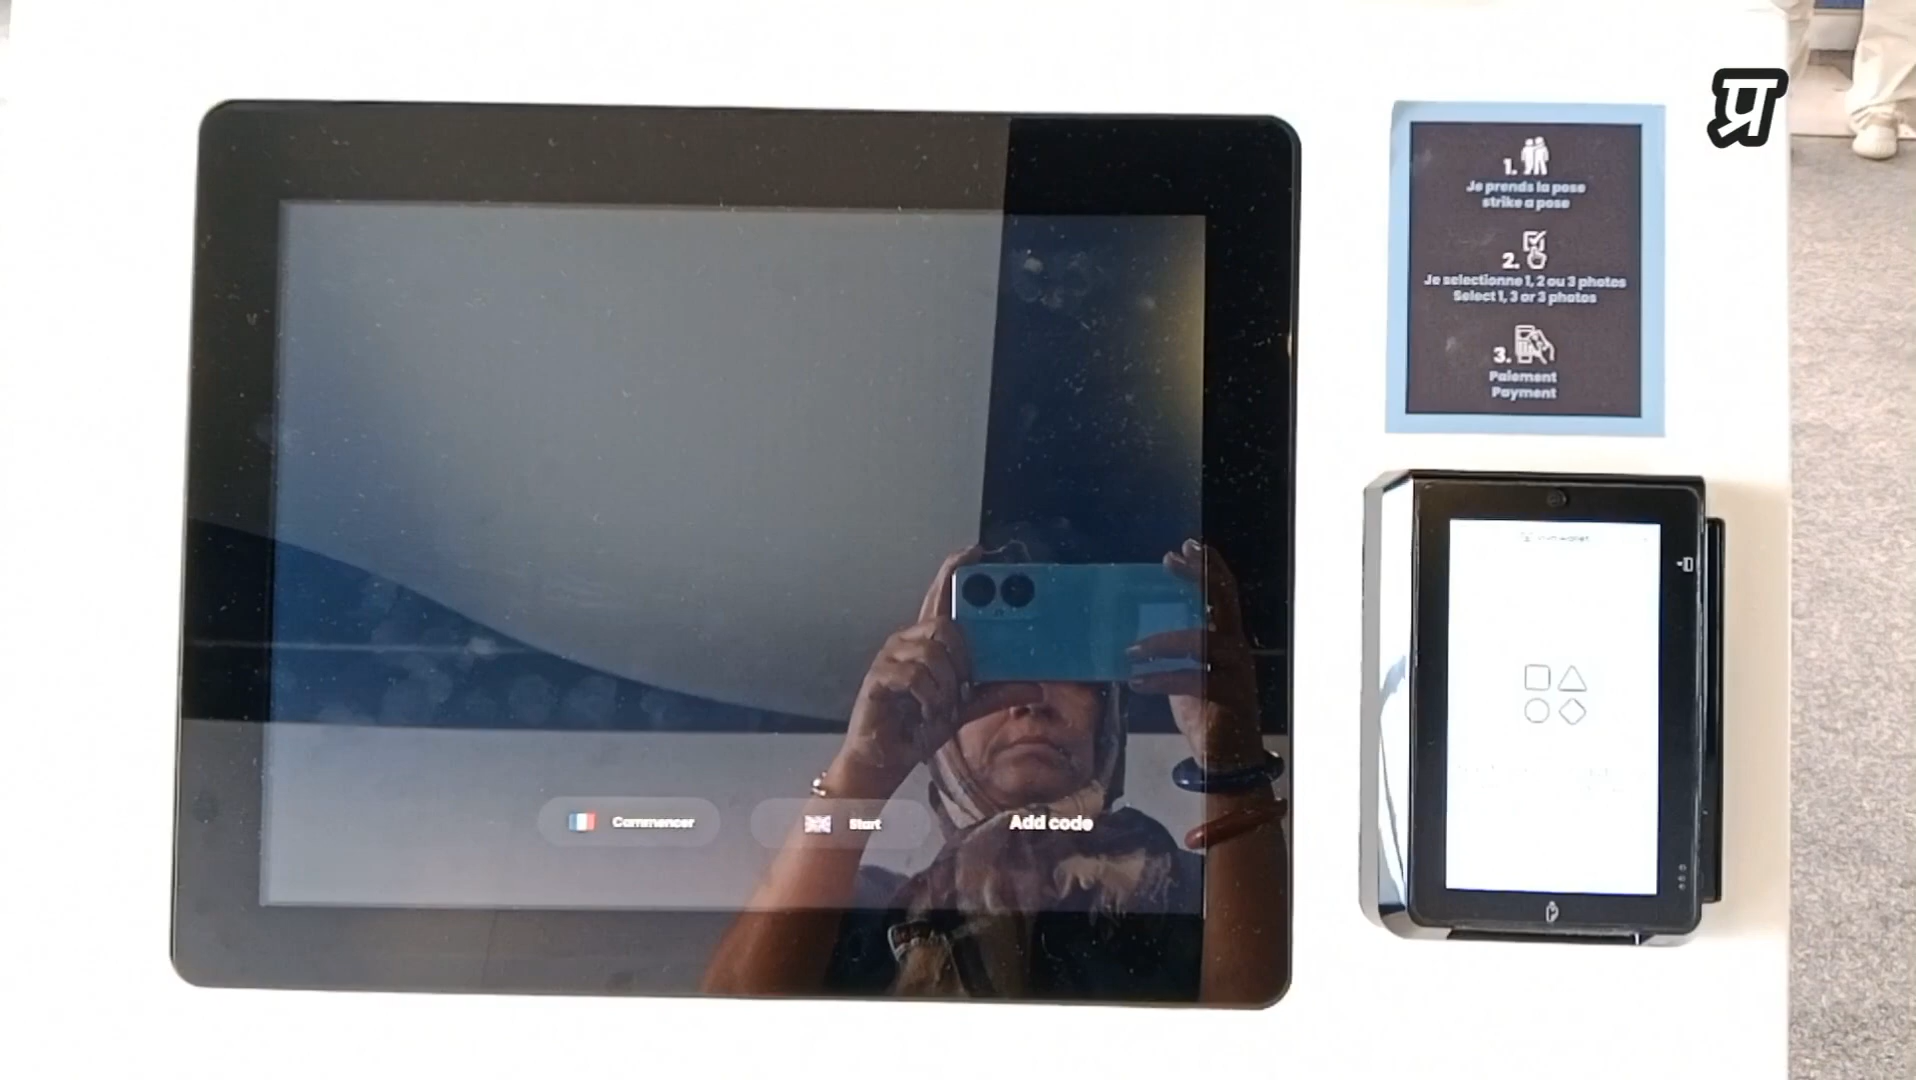 प्र
1.
Je prends la pose
strike a pose
2.
Je selectionne 1, 2 ou 3 photos
Select 1, 3 or 3 photos
3.
Paiement
Payment
Commencer
Start
Add code